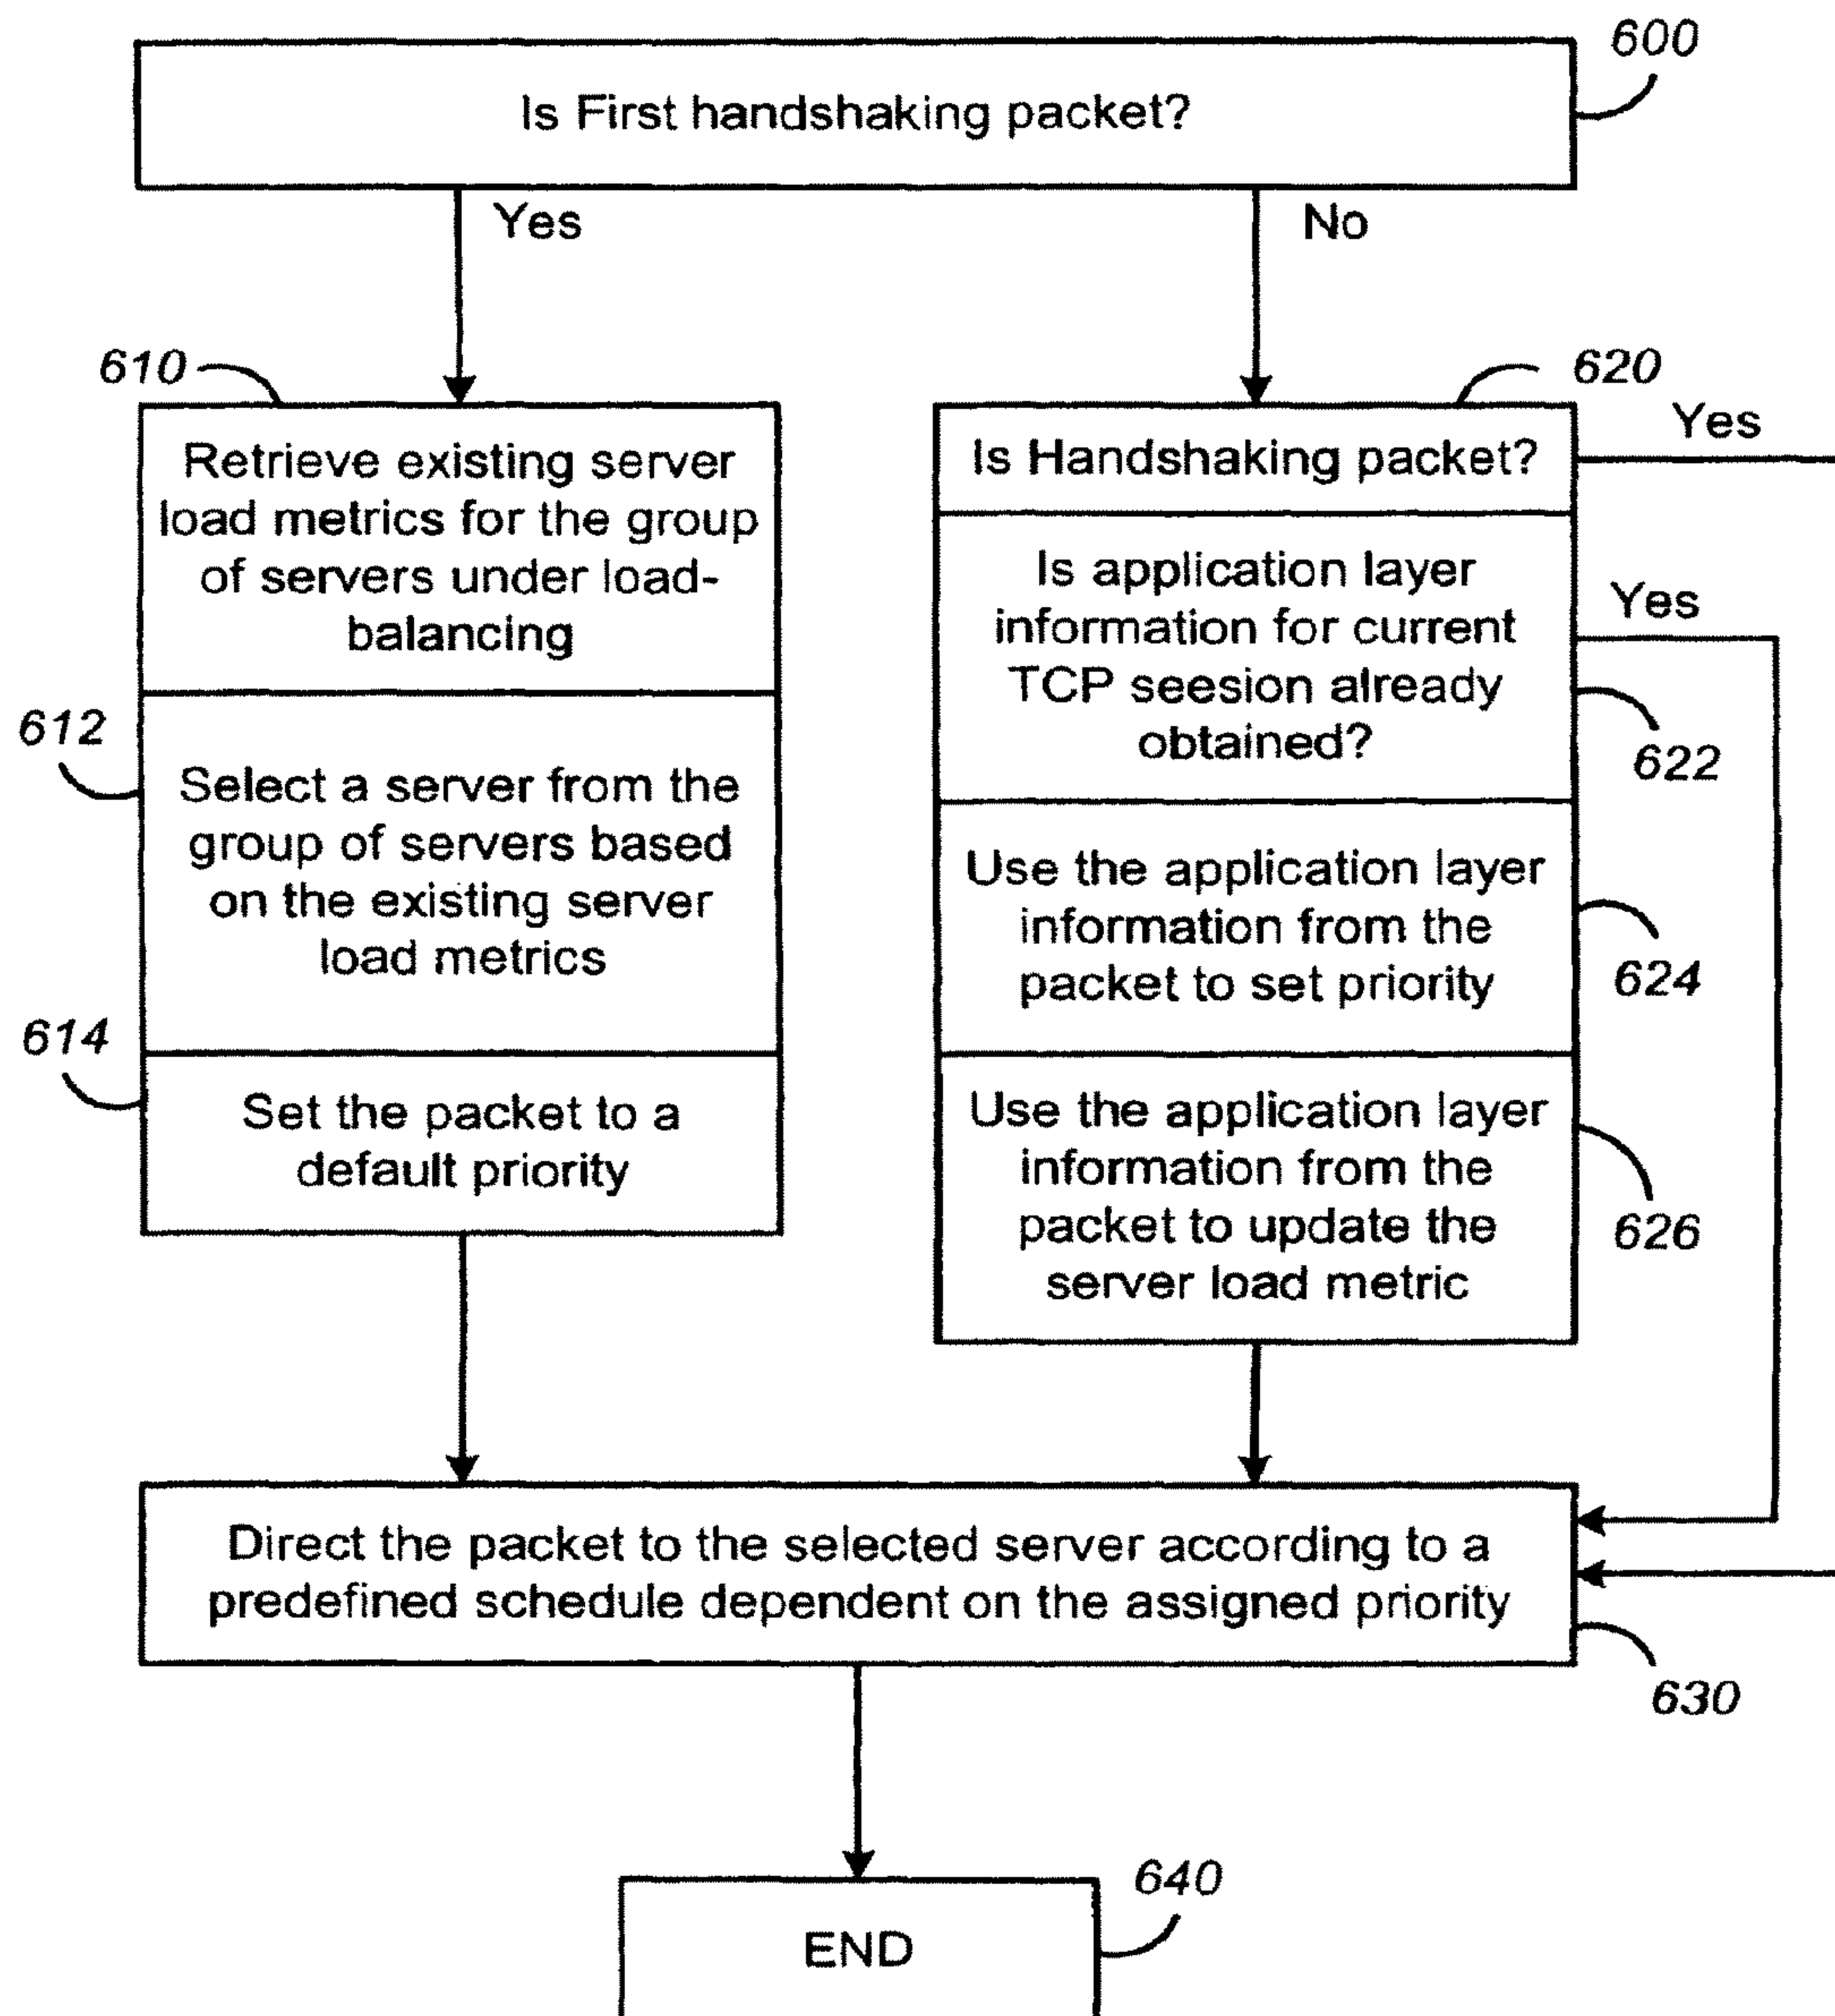 600
Is First handshaking packet?
Yes
No
610
Retrieve existing server
load metrics for the group
of servers under load-
balancing
612
Select a server from the
group of servers based
on the existing server
load metrics
614
Set the packet to a
default priority
620
Is Handshaking packet?
Yes
Is application layer
information for current
TCP seesion already
obtained?
Yes
622
Use the application layer
information from the
packet to set priority
624
Use the application layer
information from the
packet to update the
server load metric
626
Direct the packet to the selected server according to a
predefined schedule dependent on the assigned priority
630
640
END